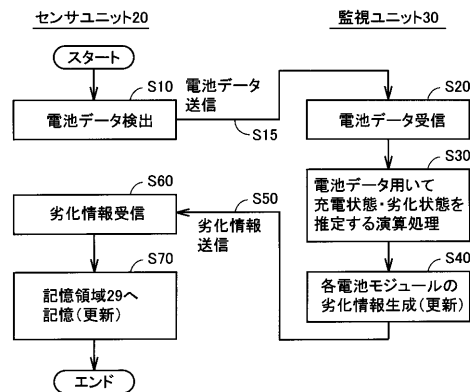 センサユニット20
監視ユニット30
スタート
S10
電池データ検出
電池データ
送信
S15
S20
電池データ受信
S30
電池データ用いて
充電状態・劣化状態を
推定する演算処理
S40
各電池モジュールの
劣化情報生成(更新)
S50
劣化情報
送信
S60
劣化情報受信
S70
記憶領域29へ
記憶(更新)
エンド